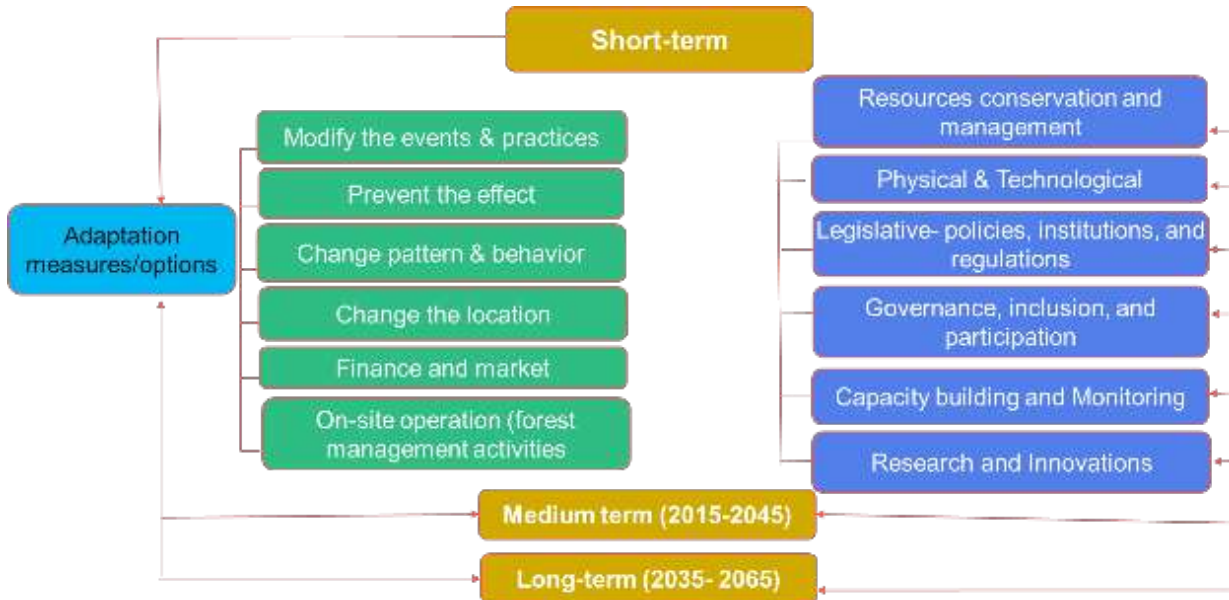 Short-term
Adaptation
measures/options
Modify the events & practices
Prevent the effect
Change pattern & behavior
Change the location
Finance and market
On-site operation (forest
management activities
Resources conservation and
management
Physical & Technological
Legislative- policies, institutions, and
regulations
Governance, inclusion, and
participation
Capacity building and Monitoring
Research and Innovations
Medium term (2015-2045)
Long-term (2035- 2065)